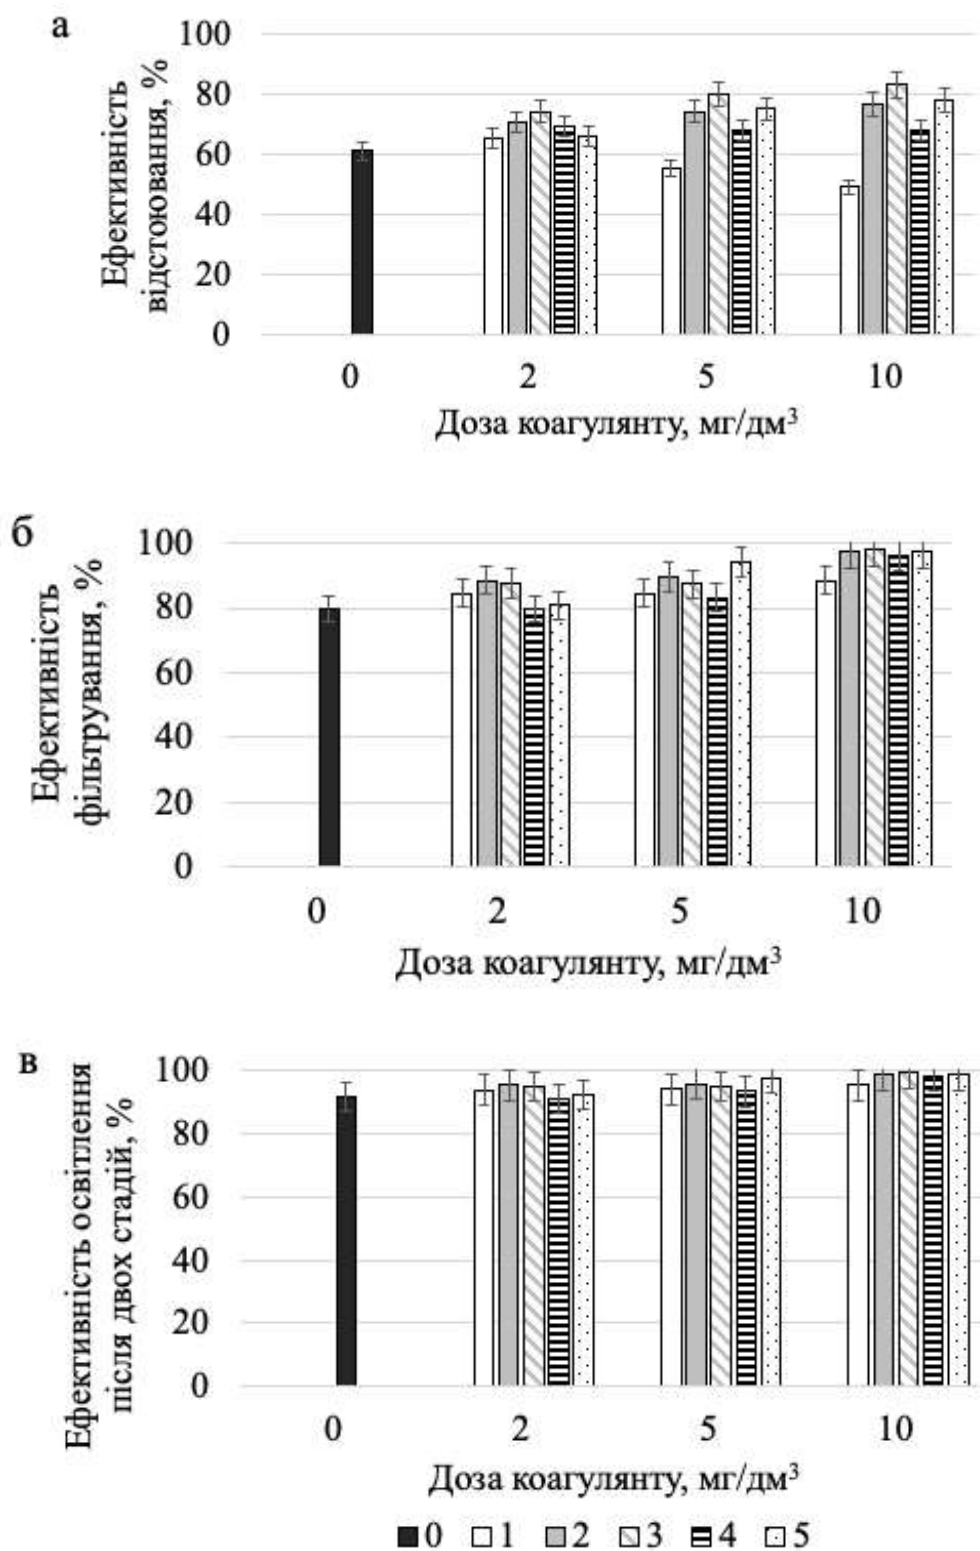 а
Ефективність
відстоювання, %
100
80
60
40
20
0
0 2 5 10
Доза коагулянту, мг/дм³
б
Ефективність
фільтрування, %
100
80
60
40
20
0
0 2 5 10
Доза коагулянту, мг/дм³
в
Ефективність освітлення
після двох стадій, %
100
80
60
40
20
0
0 2 5 10
Доза коагулянту, мг/дм³
0 1 2 3 4 5